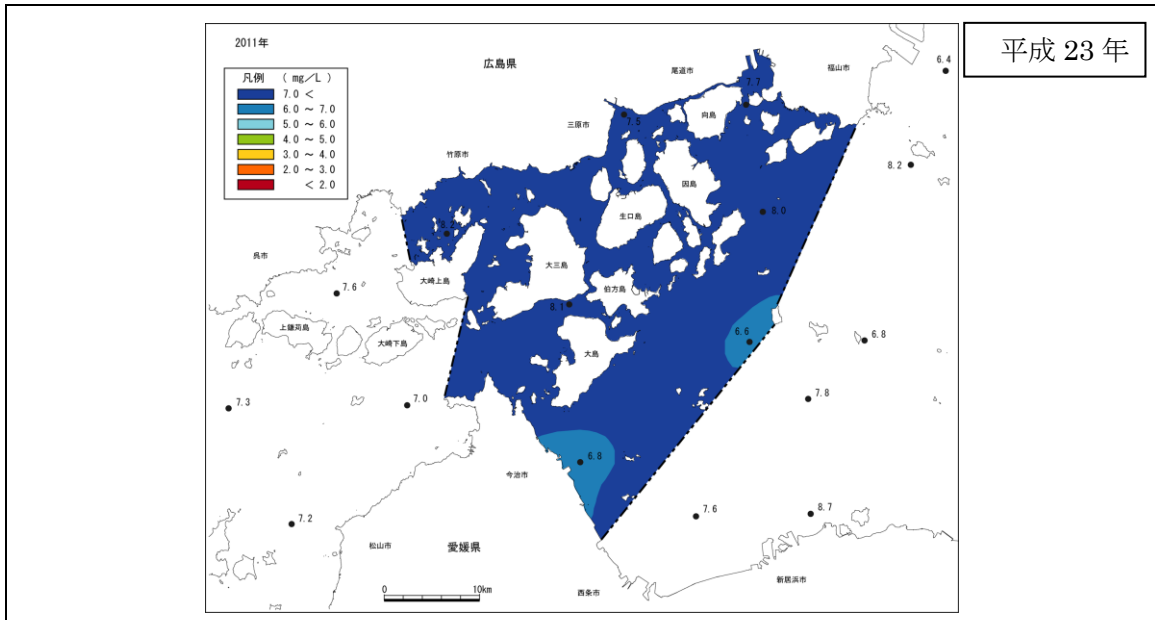 平成 23 年
2011年
凡例 （ mg／L ）
7.0 ＜
6.0 ～ 7.0
5.0 ～ 6.0
4.0 ～ 5.0
3.0 ～ 4.0
2.0 ～ 3.0
＜ 2.0
広島県
尾道市
福山市
6.4
7.7
7.5
向島
三原市
8.2
竹原市
因島
8.0
生口島
8.2
呉市
大三島
大崎上島
伯方島
7.6
8.1
上鎌苅島
大崎下島
6.6
6.8
大島
7.3
7.0
7.8
6.8
今治市
7.6
8.7
7.2
松山市
愛媛県
新居浜市
西条市
0
10km